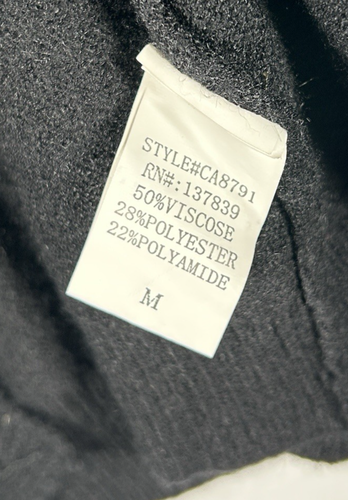 STYLE#CA8791
RN#:137839
50%VISCOSE
28%POLYESTER
22%POLYAMIDE
M